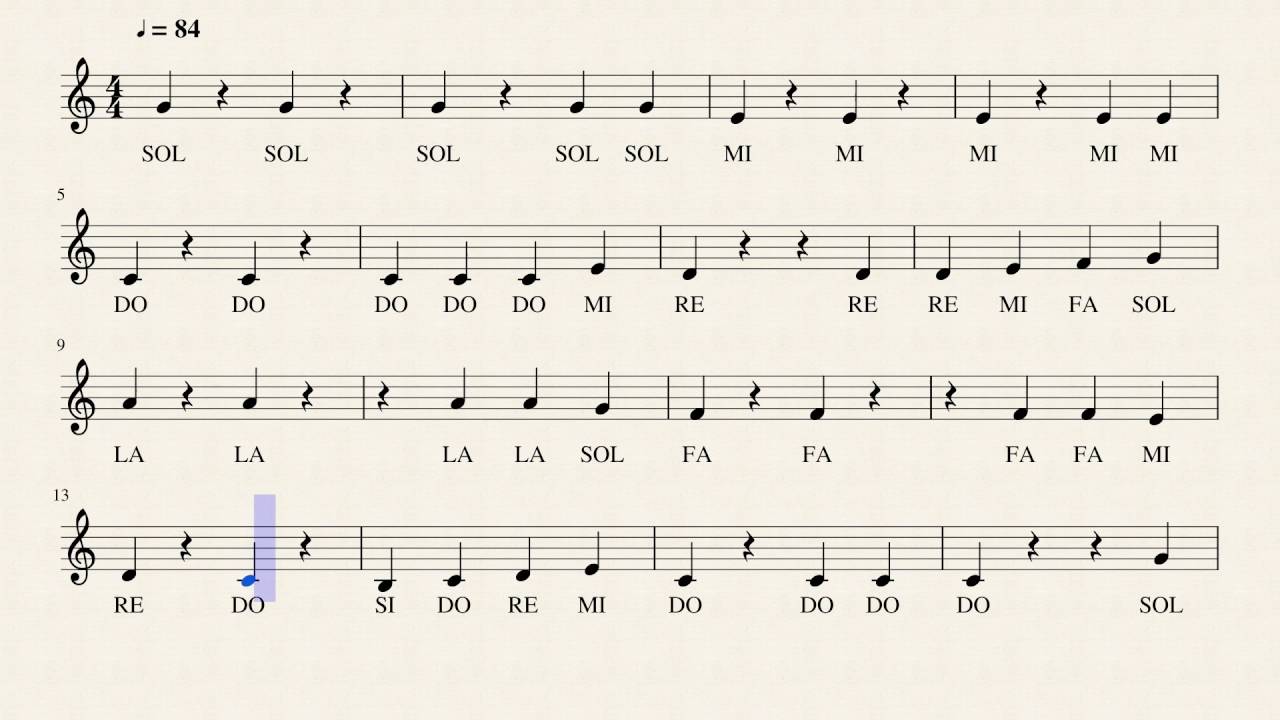 ♩ = 84
4
4
SOL SOL SOL SOL SOL MI MI MI MI MI
5
DO DO DO DO DO MI RE RE RE MI FA SOL
9
LA LA LA LA SOL FA FA FA FA MI
13
RE DO SI DO RE MI DO DO DO DO SOL